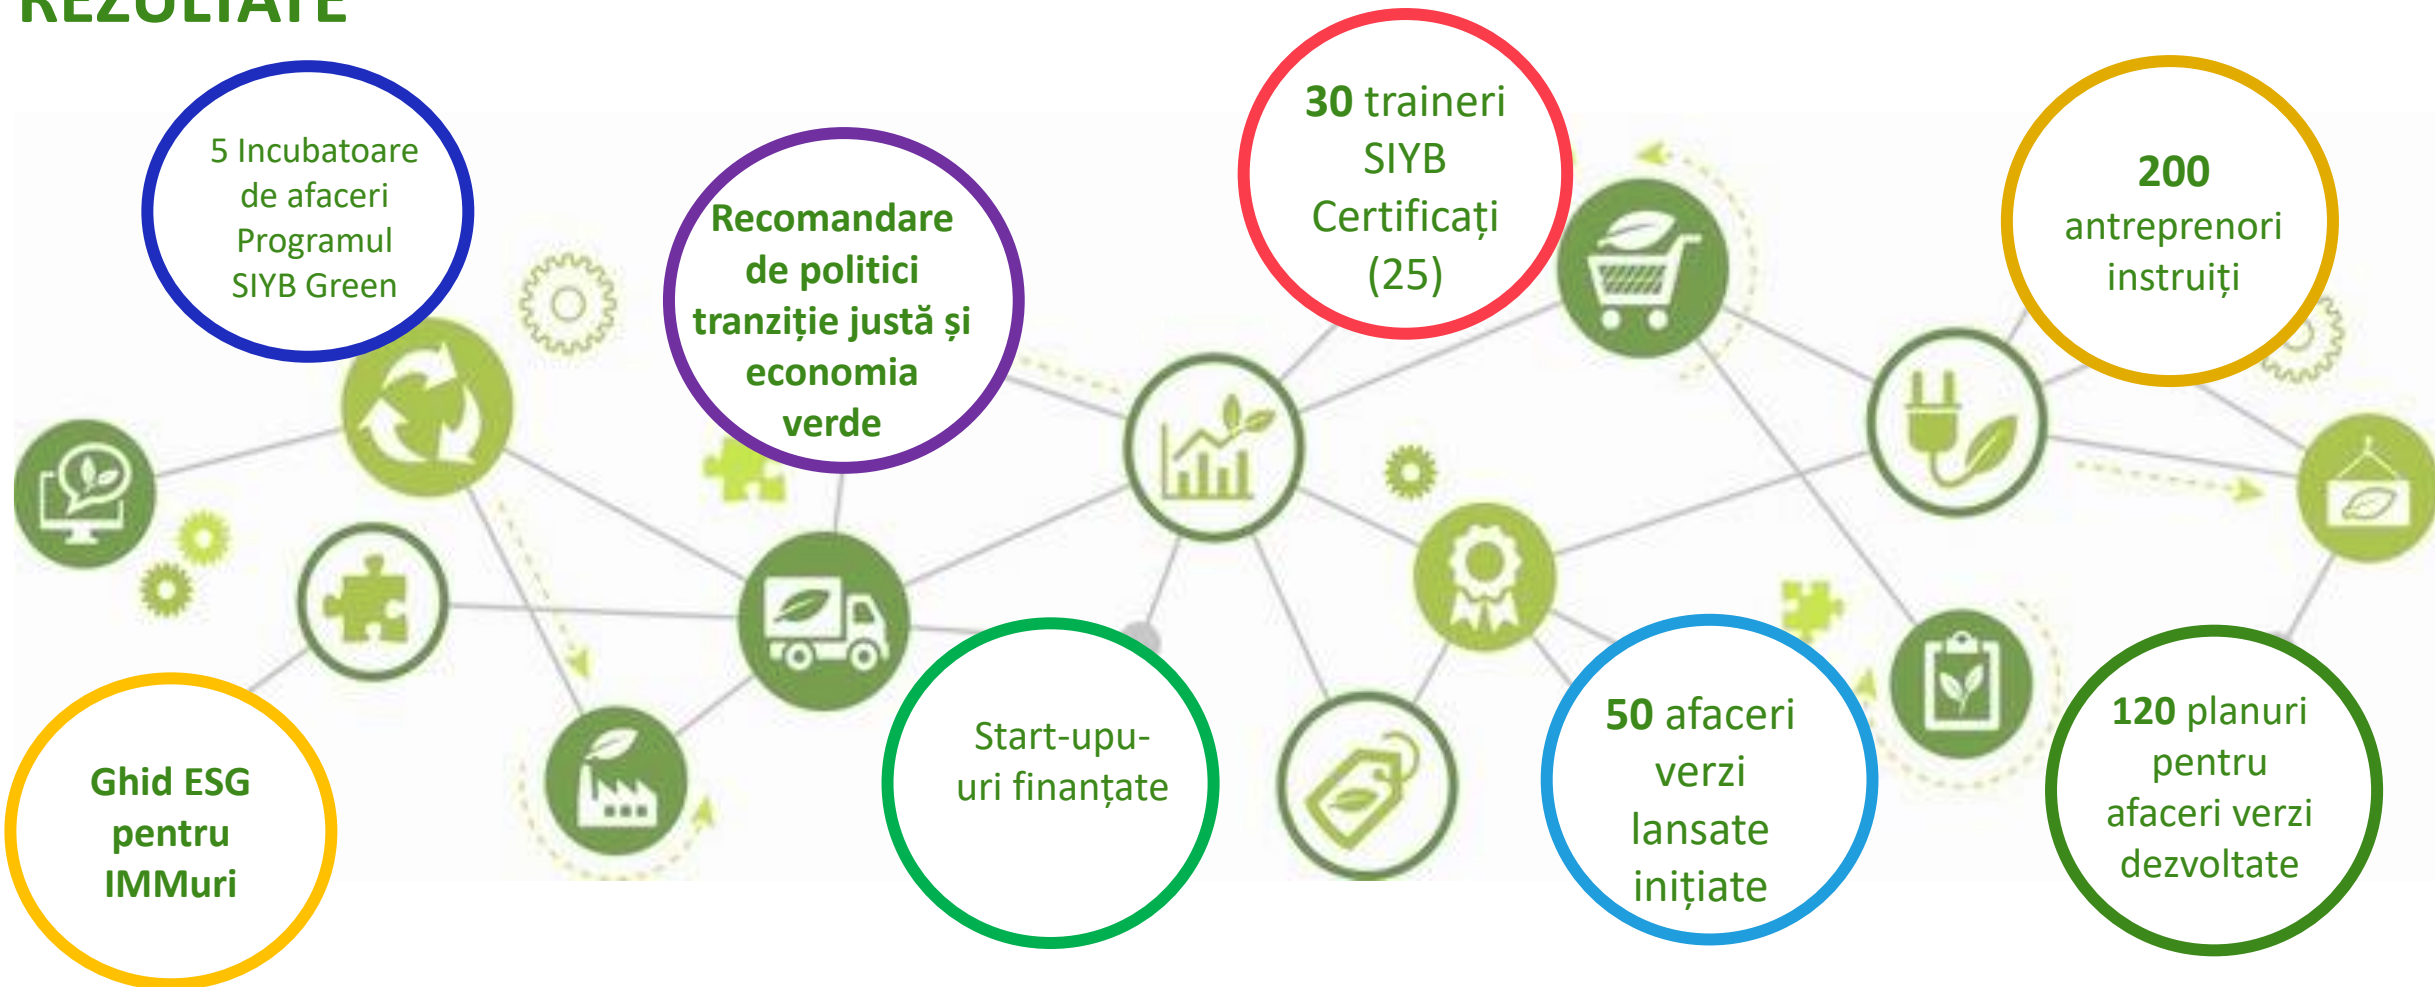 REZULTATE
5 Incubatoare
de afaceri
Programul
SIYB Green
Recomandare
de politici
tranziție justă și
economia
verde
30 traineri
SIYB
Certificați
(25)
200
antreprenori
instruiți
Ghid ESG
pentru
IMMuri
Start-upu-
uri finanțate
50 afaceri
verzi
lansate
inițiate
120 planuri
pentru
afaceri verzi
dezvoltate